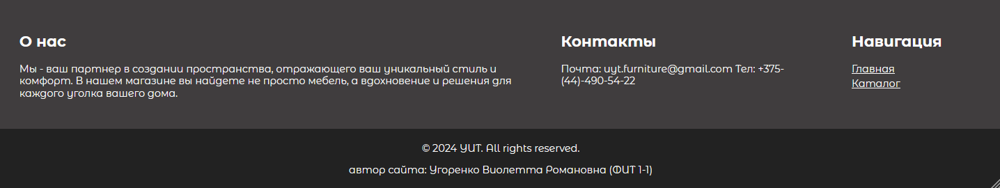 О нас
Мы - ваш партнер в создании пространства, отражающего ваш уникальный стиль и
комфорт. В нашем магазине вы найдете не просто мебель, а вдохновение и решения для
каждого уголка вашего дома.
Контакты
Почта: uyt.furniture@gmail.com Тел: +375-
(44)-490-54-22
Навигация
Главная
Каталог
© 2024 УИТ. All rights reserved.
автор сайта: Угоренко Виолетта Романовна (ФИТ 1-1)